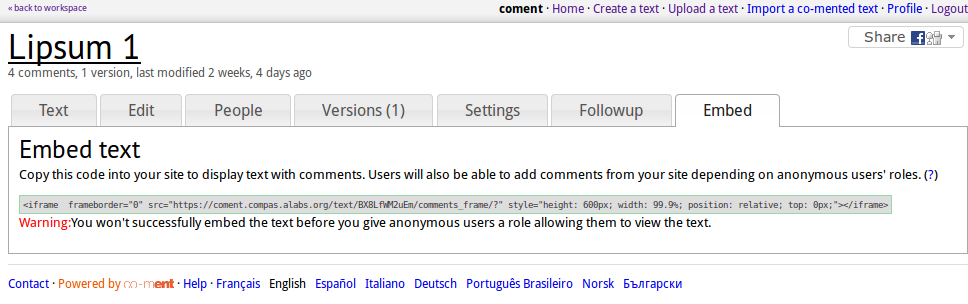 « back to workspace
coment · Home · Create a text · Upload a text · Import a co-mented text · Profile · Logout
Lipsum 1
Share
4 comments, 1 version, last modified 2 weeks, 4 days ago
Text Edit People Versions (1) Settings Followup Embed
Embed text
Copy this code into your site to display text with comments. Users will also be able to add comments from your site depending on anonymous users' roles. (?)
<iframe frameborder="0" src="https://coment.compas.alabs.org/text/BX8LfWM2uEm/comments_frame/?" style="height: 600px; width: 99.9%; position: relative; top: 0px;"></iframe>
Warning:You won't successfully embed the text before you give anonymous users a role allowing them to view the text.
Contact · Powered by co-ment · Help · Français English Español Italiano Deutsch Português Brasileiro Norsk Български